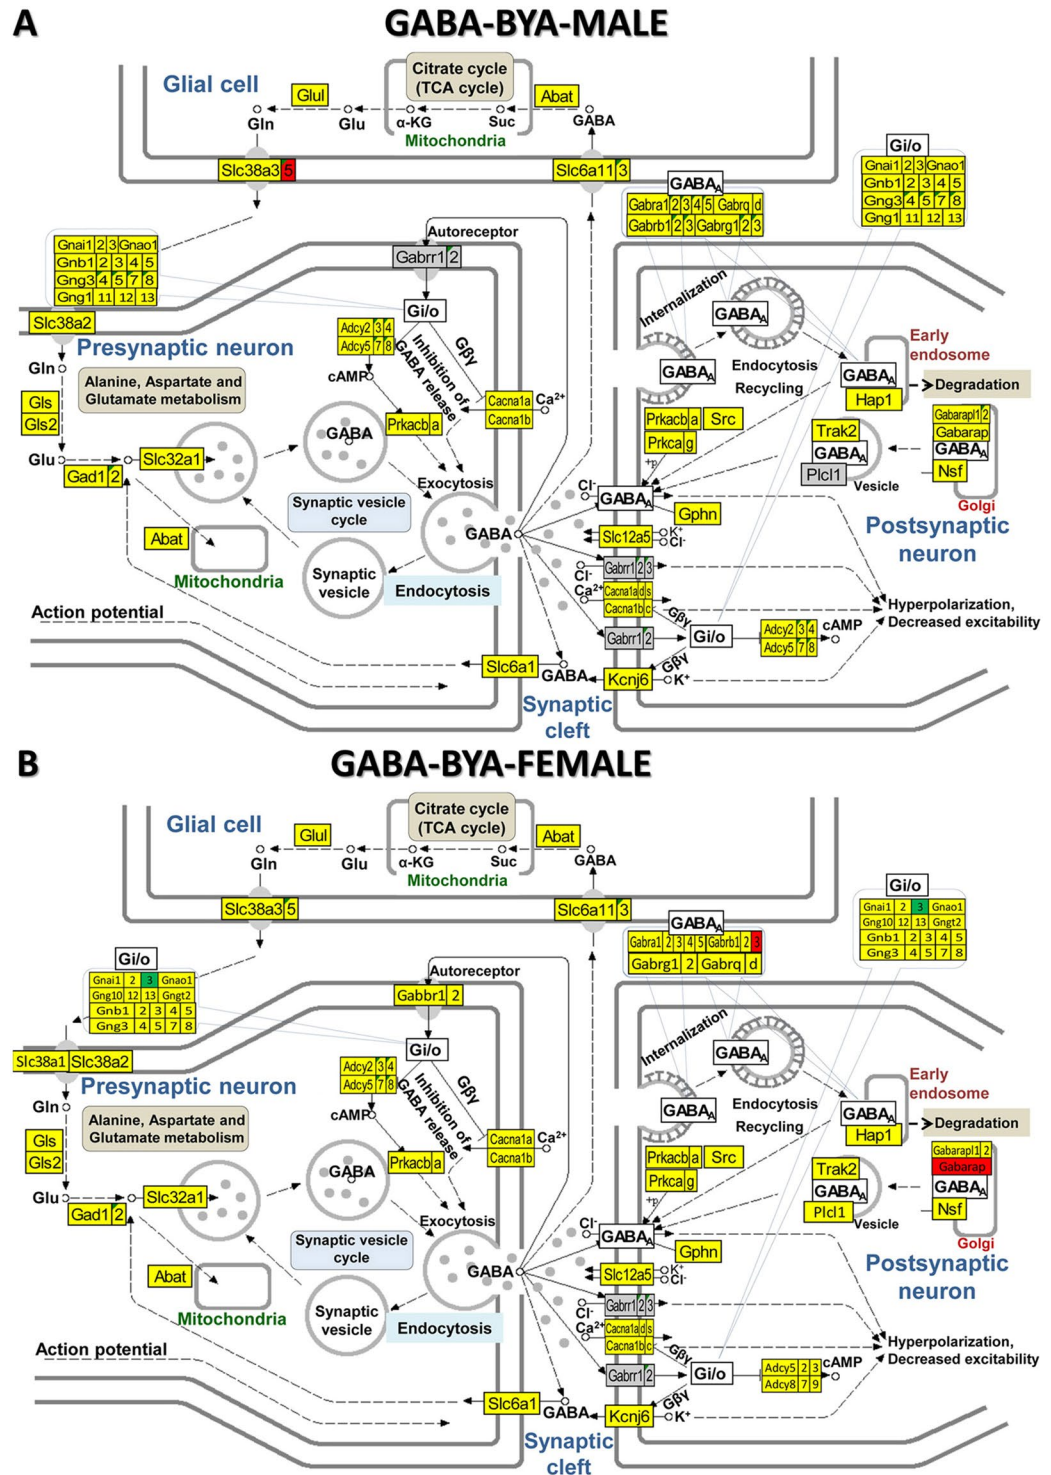 A
GABA-BYA-MALE
Glial cell
Citrate cycle
(TCA cycle)
Glul
Abat
Gln
Glu
α-KG
Suc
GABA
Mitochondria
Slc38a3 5
Slc6a11 3
Gi/o
Gnai1 2 3 Gnao1
Gnb1 2 3 4 5
Gng3 4 5 7 8
Gng1 11 12 13
GABAA
Gabra1 2 3 4 5 Gabrq d
Gabrb1 2 3 Gabrg1 2 3
Gnai1 2 3 Gnao1
Gnb1 2 3 4 5
Gng3 4 5 7 8
Gng1 11 12 13
Autoreceptor
Gabrr1 2
Slc38a2
Presynaptic neuron
Gi/o
Adcy2 3 4
Adcy5 7 8
Inhibition of
GABA release
Gβγ
cAMP
Cacna1a
Cacna1b
Ca2+
Prkacb a
Internalization
GABAA
GABAA
Endocytosis
Recycling
Early
endosome
GABAA
Hap1
Degradation
Gln
Alanine, Aspartate and
Glutamate metabolism
Gls
Gls2
Glu
Gad1 2
Slc32a1
GABA
Exocytosis
Synaptic vesicle
cycle
Abat
Mitochondria
Synaptic
vesicle
Endocytosis
GABA
Prkacb a
Src
Prkca g
+p
Trak2
GABAA
Plcl1
Vesicle
Gabarapl1 2
Gabarap
GABAA
Nsf
Golgi
Cl-
GABAA
Gphn
Slc12a5
K+
Cl-
Postsynaptic
neuron
Gabrr1 2 3
Cl-
Ca2+
Cacna1a d s
Cacna1b c
Gβγ
Gabrr1 2
Gi/o
Adcy2 3 4
Adcy5 7 8
cAMP
Hyperpolarization,
Decreased excitability
Action potential
Slc6a1
GABA
Kcnj6
Gβγ
K+
Synaptic
cleft
B
GABA-BYA-FEMALE
Glial cell
Citrate cycle
(TCA cycle)
Glul
Abat
Gln
Glu
α-KG
Suc
GABA
Mitochondria
Slc38a3 5
Slc6a11 3
Gi/o
Gnai1 2 3 Gnao1
Gng10 12 13 Gngt2
Gnb1 2 3 4 5
Gng3 4 5 7 8
GABAA
Gabra1 2 3 4 5 Gabrb1 2 3
Gabrg1 2 Gabrq d
Gi/o
Gnai1 2 3 Gnao1
Gng10 12 13 Gngt2
Gnb1 2 3 4 5
Gng3 4 5 7 8
Autoreceptor
Gabbr1 2
Slc38a1 Slc38a2
Presynaptic neuron
Gi/o
Adcy2 3 4
Adcy5 7 8
Inhibition of
GABA release
Gβγ
cAMP
Cacna1a
Cacna1b
Ca2+
Prkacb a
Internalization
GABAA
GABAA
Endocytosis
Recycling
Early
endosome
GABAA
Hap1
Degradation
Gln
Alanine, Aspartate and
Glutamate metabolism
Gls
Gls2
Glu
Gad1 2
Slc32a1
GABA
Exocytosis
Synaptic vesicle
cycle
Abat
Mitochondria
Synaptic
vesicle
Endocytosis
GABA
Prkacb a
Src
Prkca g
+p
Trak2
GABAA
Plcl1
Vesicle
Gabarapl1 2
Gabarap
GABAA
Nsf
Golgi
Cl-
GABAA
Gphn
Slc12a5
K+
Cl-
Postsynaptic
neuron
Gabrr1 2 3
Cl-
Ca2+
Cacna1a d s
Cacna1b c
Gβγ
Gabrr1 2
Gi/o
Adcy5 2 3
Adcy8 7 9
cAMP
Hyperpolarization,
Decreased excitability
Action potential
Slc6a1
GABA
Kcnj6
Gβγ
K+
Synaptic
cleft